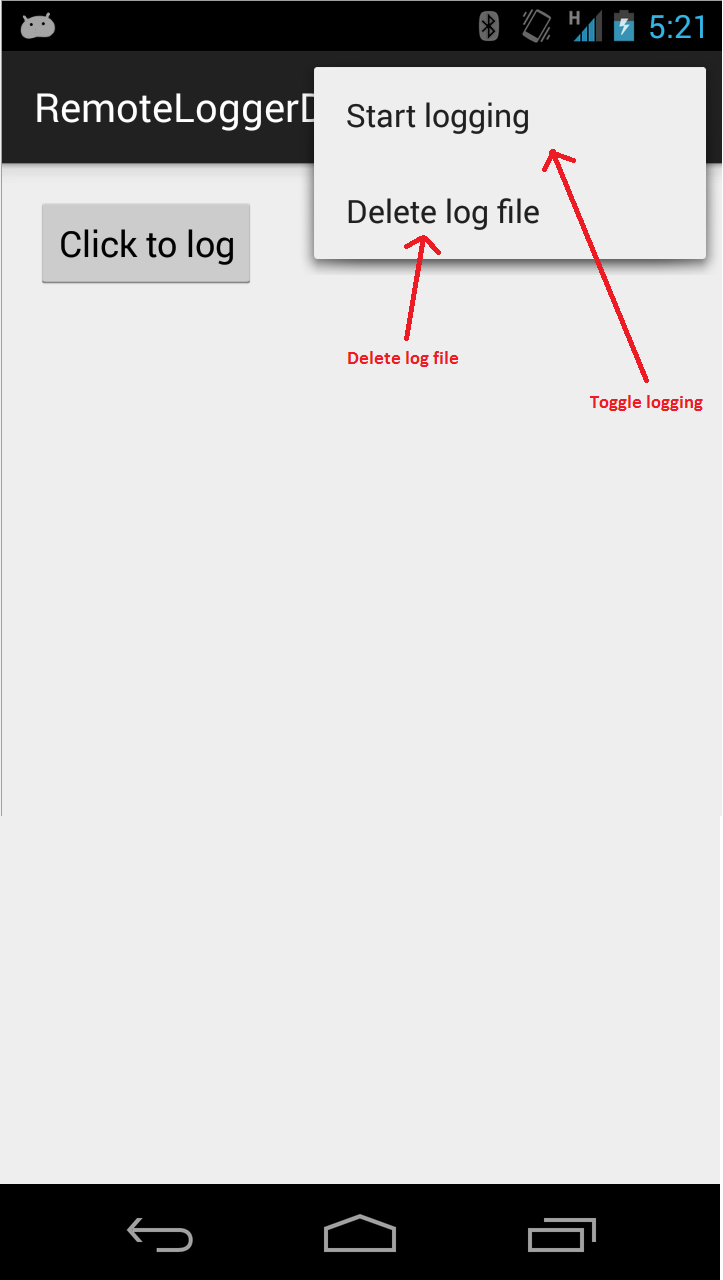 H 5:21
RemoteLoggerD
Start logging
Delete log file
Click to log
Delete log file
Toggle logging